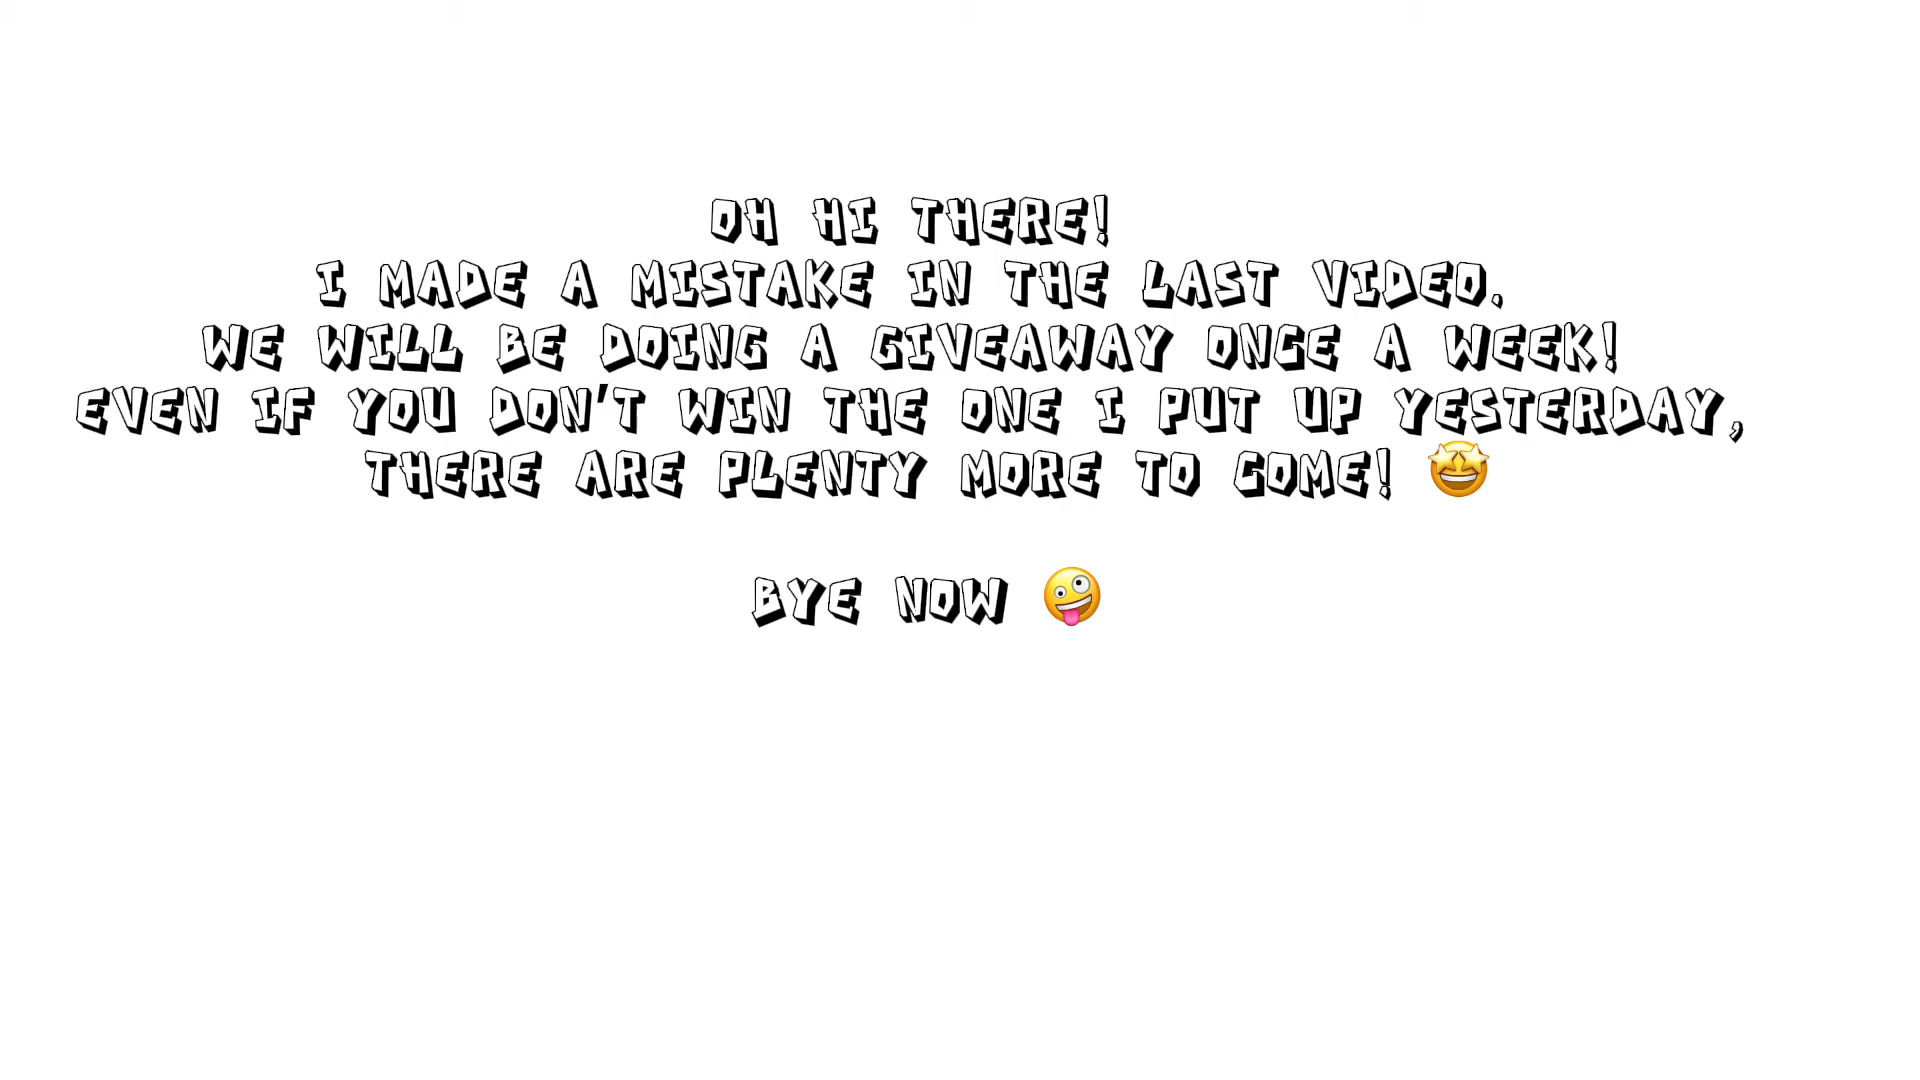 OH HI THERE!
I MADE A MISTAKE IN THE LAST VIDEO.
WE WILL BE DOING A GIVEAWAY ONCE A WEEK!
EVEN IF YOU DON'T WIN THE ONE I PUT UP YESTERDAY,
THERE ARE PLENTY MORE TO COME! 🤩
BYE NOW 🤪